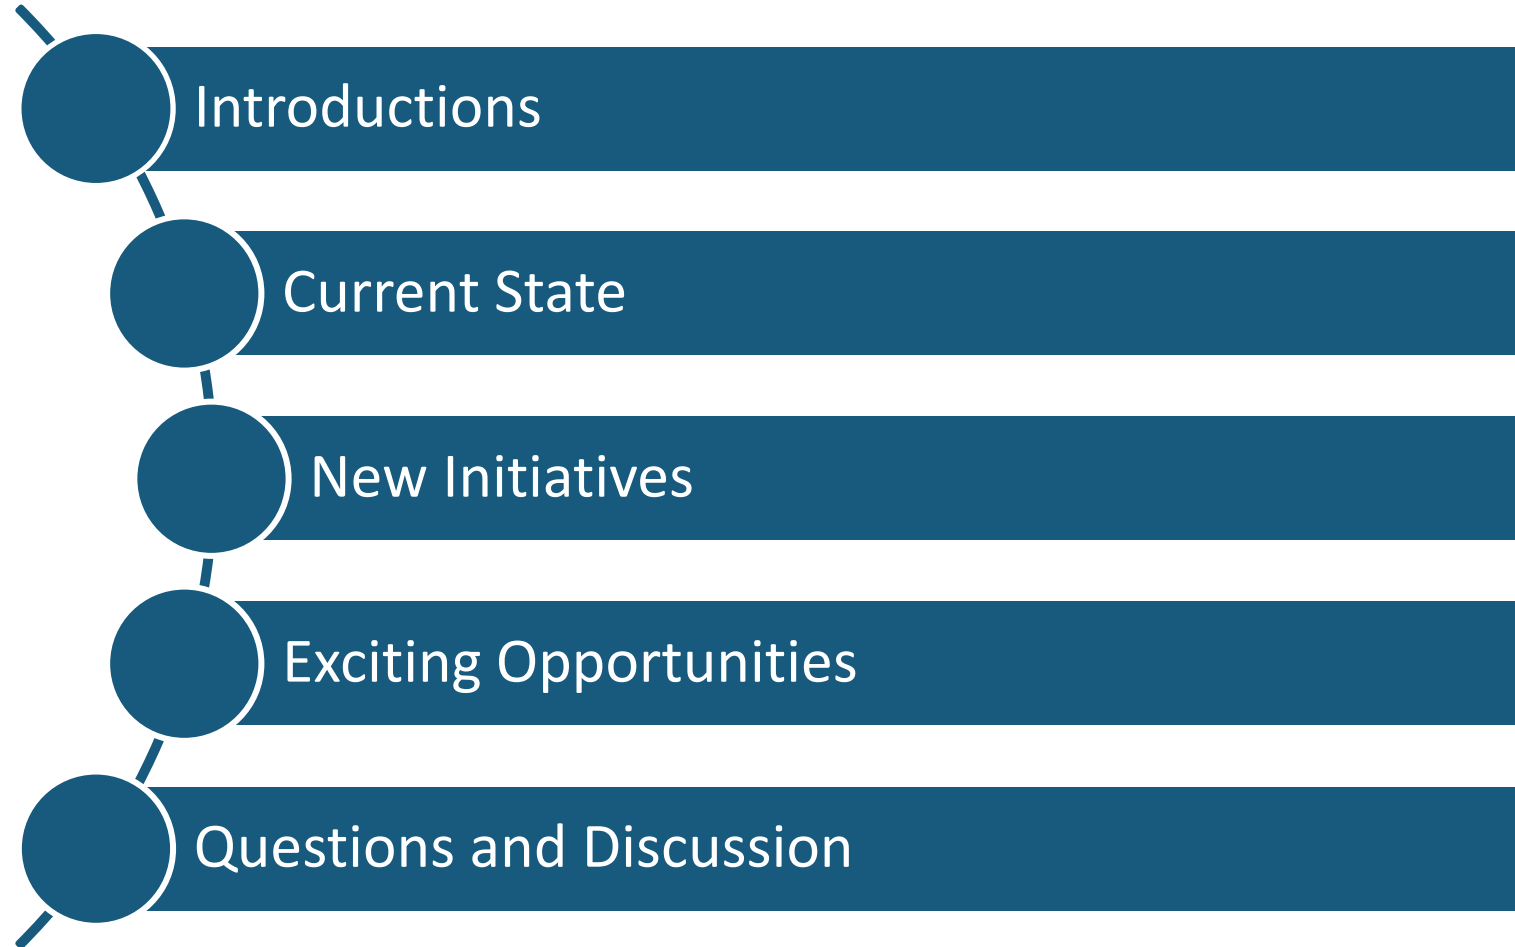 Introductions
Current State
New Initiatives
Exciting Opportunities
Questions and Discussion